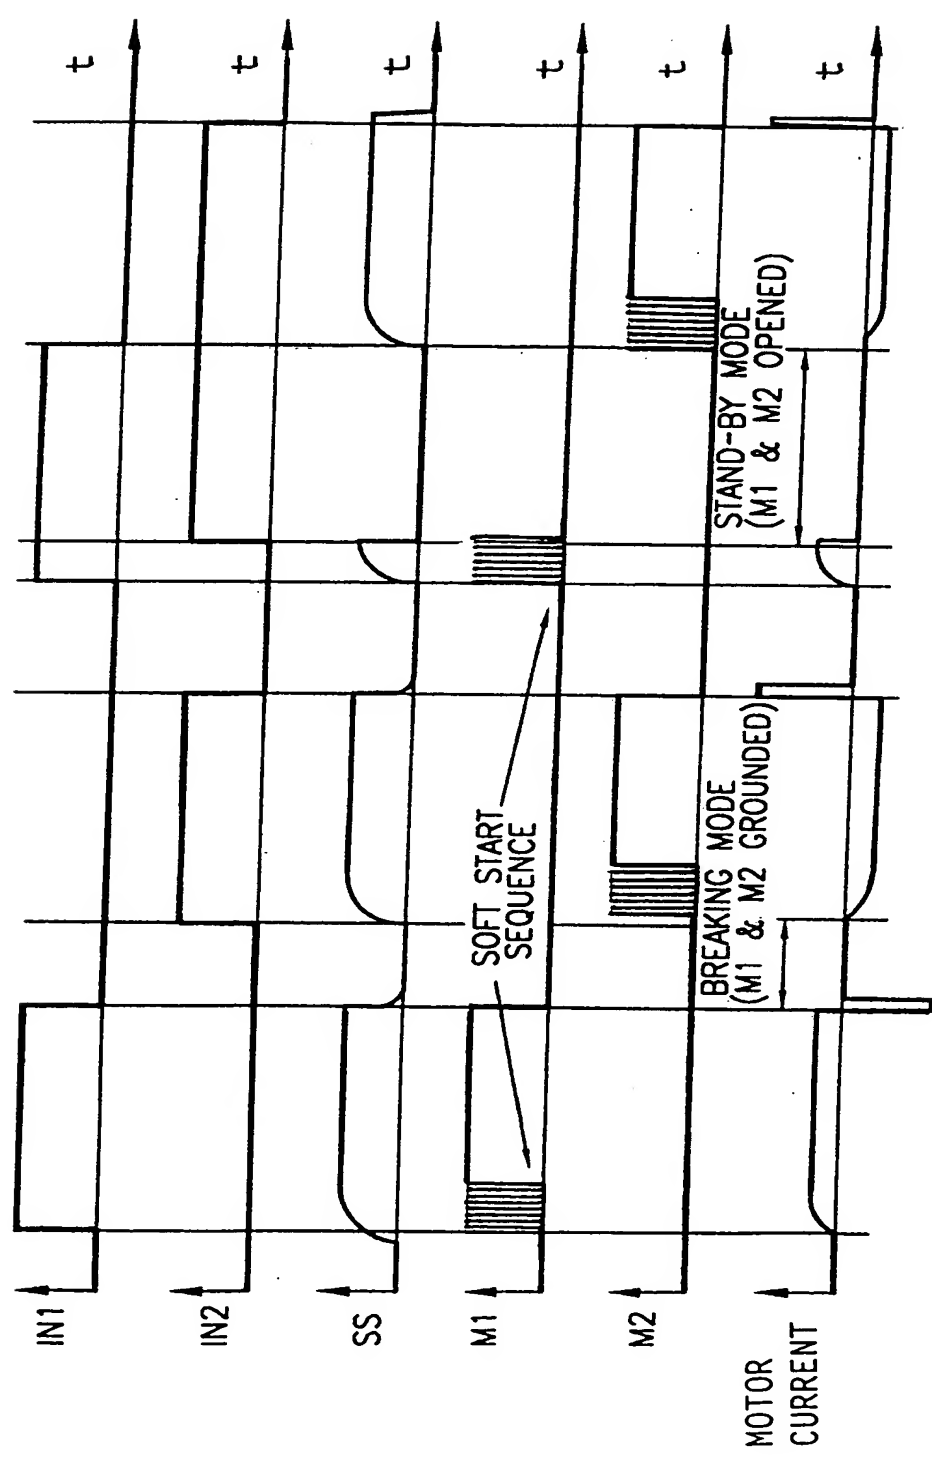 IN1
t
IN2
t
SS
t
M1
SOFT START
SEQUENCE
t
M2
t
BREAKING MODE
(M1 & M2 GROUNDED)
STAND-BY MODE
(M1 & M2 OPENED)
MOTOR
CURRENT
t